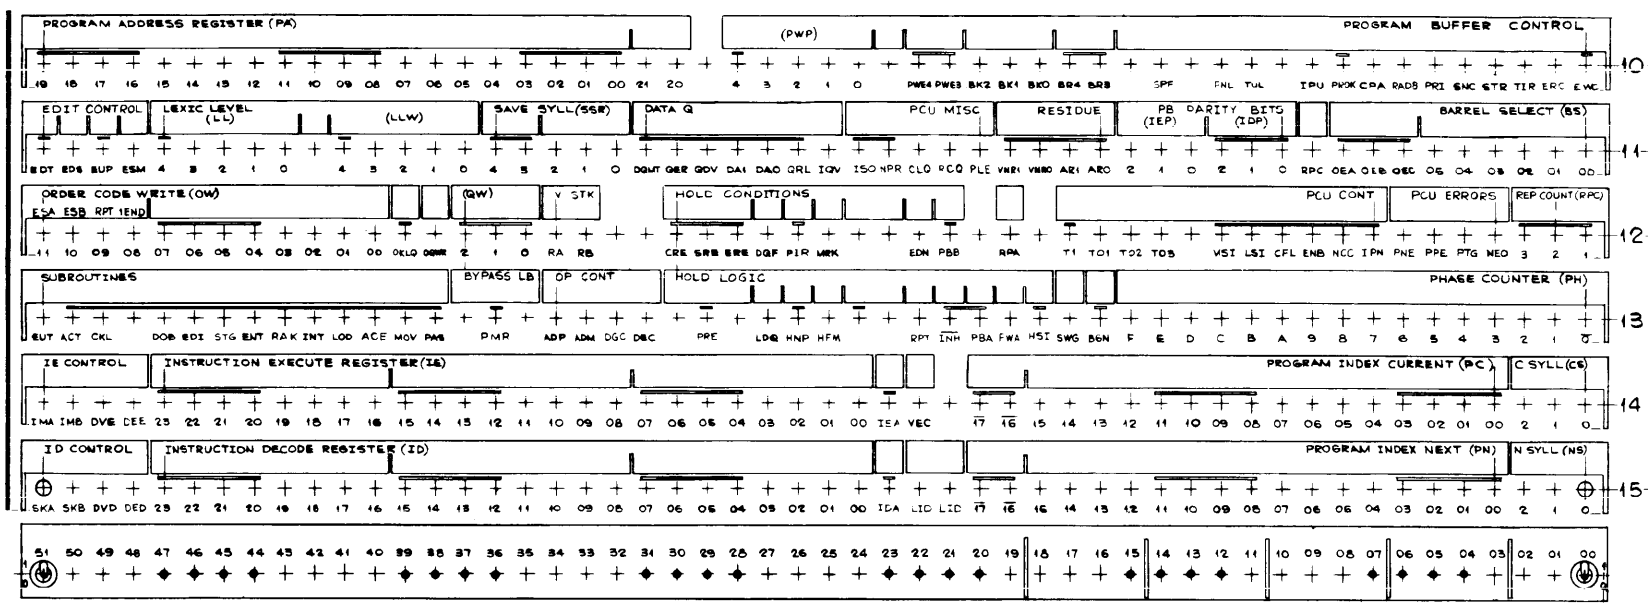 PROGRAM ADDRESS REGISTER (PA) (PWP) PROGRAM BUFFER CONTROL
19 18 17 16 15 14 13 12 11 10 09 08 07 06 05 04 03 02 01 00 21 20 4 3 2 1 0 PWE4 PWE3 BK2 BK1 BK0 BR4 BR3 SPF FNL TUL TPU PWOK CPA RADB PRI SNC STR TIR ERC EWC
10
EDIT CONTROL LEXIC LEVEL (LL) (LLW) SAVE SYLL(SSR) DATA Q PCU MISC RESIDUE PB PARITY BITS (IEP) (IDP) BARREL SELECT (BS)
EDT EDS EUP ESM 4 3 2 1 0 4 3 2 1 0 4 3 2 1 0 DQMT QER QDV DA1 DA0 QRL IQV ISO NPR CLQ RCQ PLE VMR1 VMR0 AR1 AR0 2 1 0 2 1 0 RPC OEA OEB OEC 05 04 03 02 01 00
11
ORDER CODE WRITE (OW) (QW) V STK HOLD CONDITIONS PCU CONT PCU ERRORS REP COUNT(RPC)
ESA ESB RPT 1END
11 10 09 08 07 06 05 04 03 02 01 00 OKLQ 2 1 0 RA RB CRE SRB ERE DQF PIR MRK EDN PBB RPA T1 TO1 TO2 TO3 VSI LSI CFL ENB NCC IPN PNE PPE PTG NEO 3 2 1
12
SUBROUTINES BYPASS LB OP CONT HOLD LOGIC PHASE COUNTER (PH)
EUT ACT CKL DOB EDI STG ENT RAK INT LOD ACE MOV PAS PMR ADP ADM DGC DEC PRE LDQ HNP HFM RPT INH PBA FWA HSI SWG BGN F E D C B A 9 8 7 6 5 4 3 2 1 0
13
IE CONTROL INSTRUCTION EXECUTE REGISTER(IE) PROGRAM INDEX CURRENT (PC) C SYLL(CS)
IMA IMB DVE DEE 23 22 21 20 19 18 17 16 15 14 13 12 11 10 09 08 07 06 05 04 03 02 01 00 IEA VEC 17 16 15 14 13 12 11 10 09 08 07 06 05 04 03 02 01 00 2 1 0
14
ID CONTROL INSTRUCTION DECODE REGISTER (ID) PROGRAM INDEX NEXT (PN) N SYLL (NS)
SKA SKB DVD DED 23 22 21 20 19 18 17 16 15 14 13 12 11 10 09 08 07 06 05 04 03 02 01 00 IDA LID LID 17 16 15 14 13 12 11 10 09 08 07 06 05 04 03 02 01 00 2 1 0
15
51 50 49 48 47 46 45 44 43 42 41 40 39 38 37 36 35 34 33 32 31 30 29 28 27 26 25 24 23 22 21 20 19 18 17 16 15 14 13 12 11 10 09 08 07 06 05 04 03 02 01 00